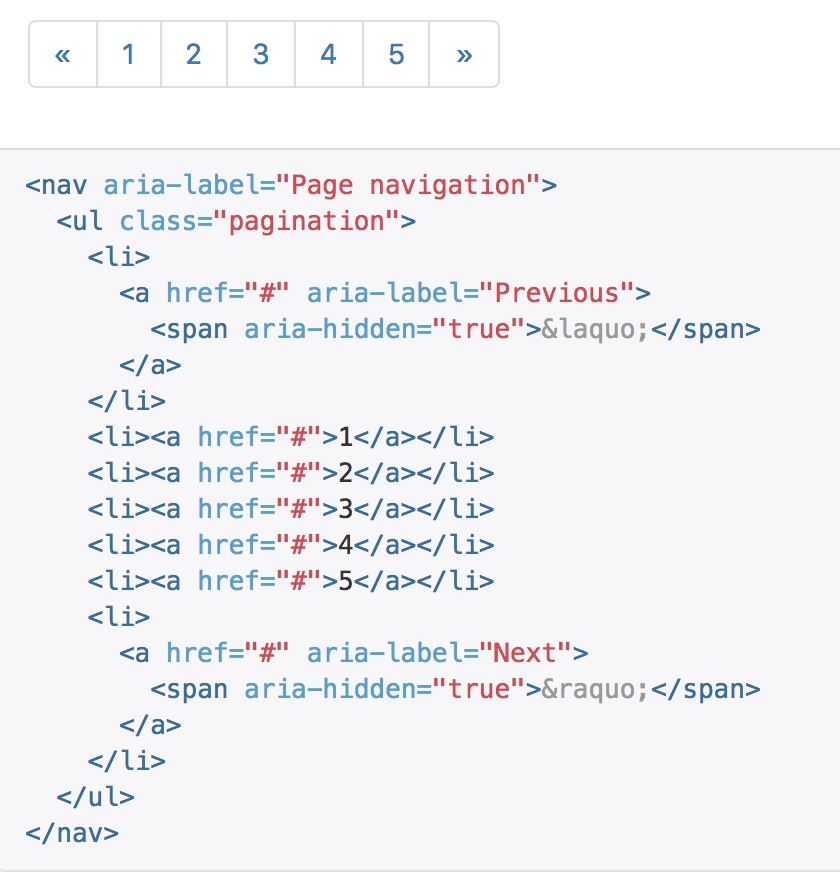 « 1 2 3 4 5 »
<nav aria-label="Page navigation">
  <ul class="pagination">
    <li>
      <a href="#" aria-label="Previous">
        <span aria-hidden="true">&laquo;</span>
      </a>
    </li>
    <li><a href="#">1</a></li>
    <li><a href="#">2</a></li>
    <li><a href="#">3</a></li>
    <li><a href="#">4</a></li>
    <li><a href="#">5</a></li>
    <li>
      <a href="#" aria-label="Next">
        <span aria-hidden="true">&raquo;</span>
      </a>
    </li>
  </ul>
</nav>